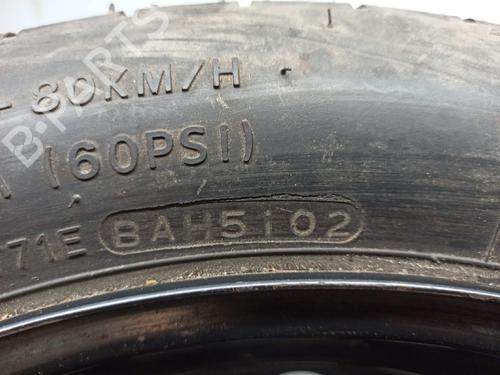 - 80KM/H
(60PSI)
71E BAH5102
B-PARTS